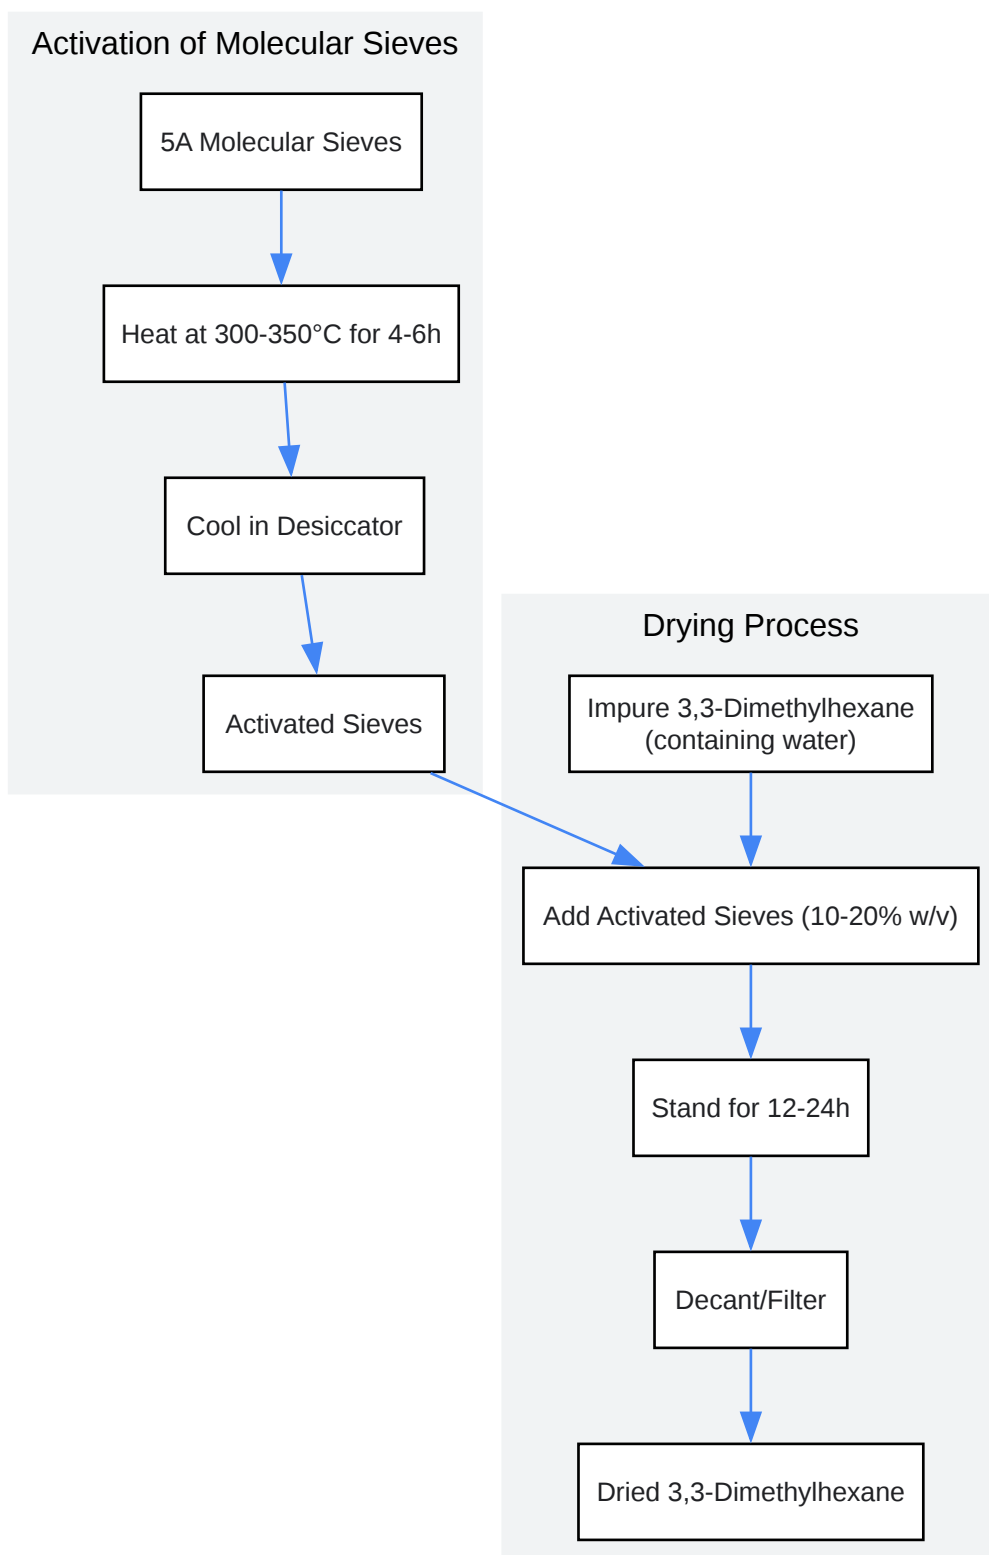 Activation of Molecular Sieves
5A Molecular Sieves
Heat at 300-350°C for 4-6h
Cool in Desiccator
Activated Sieves
Drying Process
Impure 3,3-Dimethylhexane
(containing water)
Add Activated Sieves (10-20% w/v)
Stand for 12-24h
Decant/Filter
Dried 3,3-Dimethylhexane